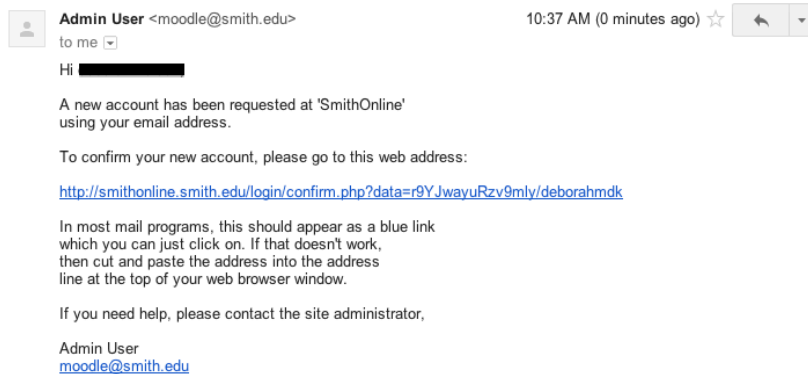 Admin User <moodle@smith.edu> 10:37 AM (0 minutes ago)
to me
Hi
A new account has been requested at 'SmithOnline'
using your email address.
To confirm your new account, please go to this web address:
http://smithonline.smith.edu/login/confirm.php?data=r9YJwayuRzv9mly/deborahmdk
In most mail programs, this should appear as a blue link
which you can just click on. If that doesn't work,
then cut and paste the address into the address
line at the top of your web browser window.
If you need help, please contact the site administrator,
Admin User
moodle@smith.edu